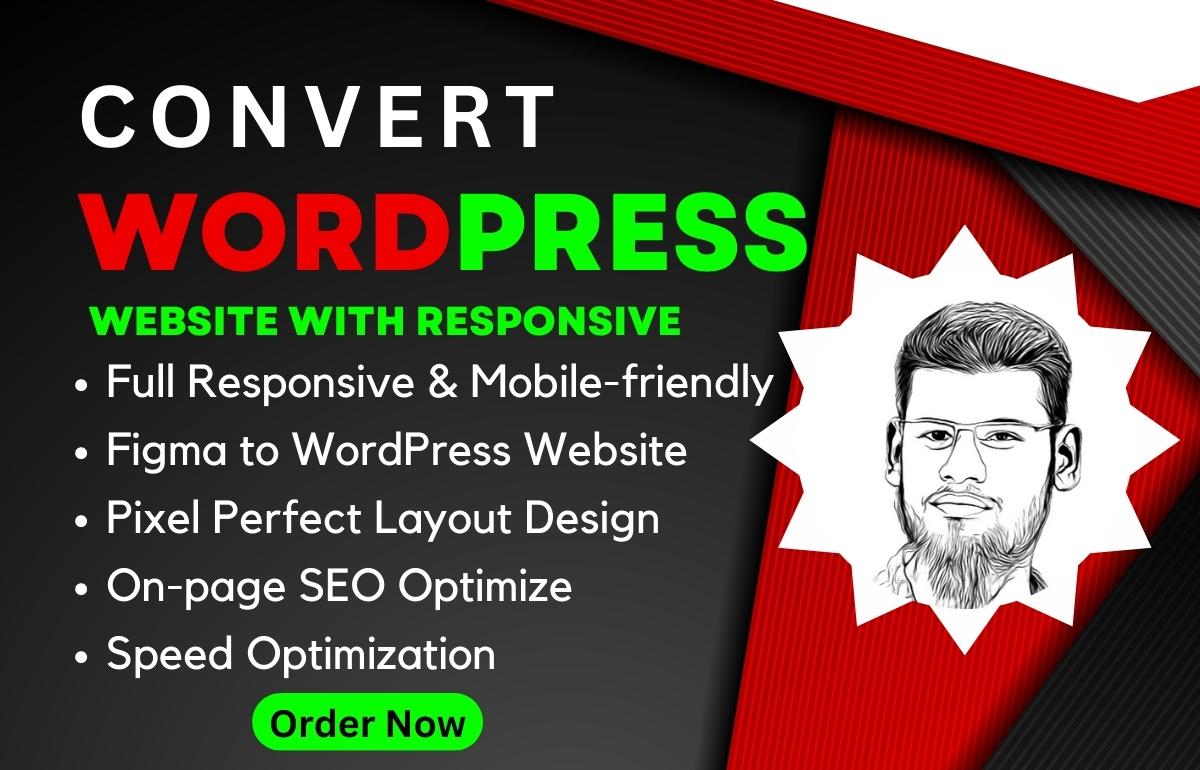 CONVERT
WORDPRESS
WEBSITE WITH RESPONSIVE
• Full Responsive & Mobile-friendly
• Figma to WordPress Website
• Pixel Perfect Layout Design
• On-page SEO Optimize
• Speed Optimization
Order Now